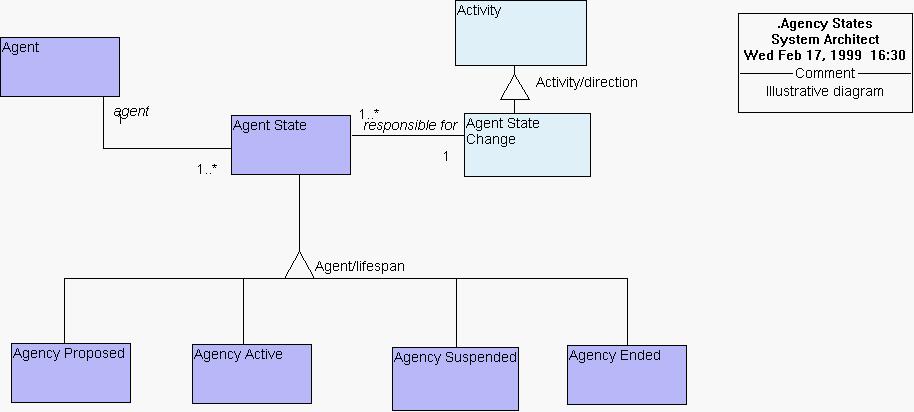 Activity
.Agency States
System Architect
Wed Feb 17, 1999 16:30
Comment
Illustrative diagram
Agent
Activity/direction
agent
1
1..*
responsible for
Agent State
Agent State
Change
1
1..*
Agent/lifespan
Agency Proposed
Agency Active
Agency Suspended
Agency Ended